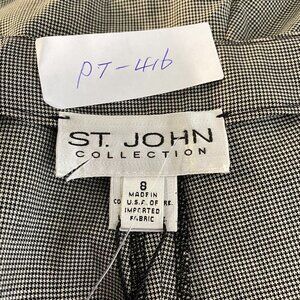 PT-416
ST. JOHN
COLLECTION
8
MADE IN
U.S.A. OF
IMPORTED
FABRIC